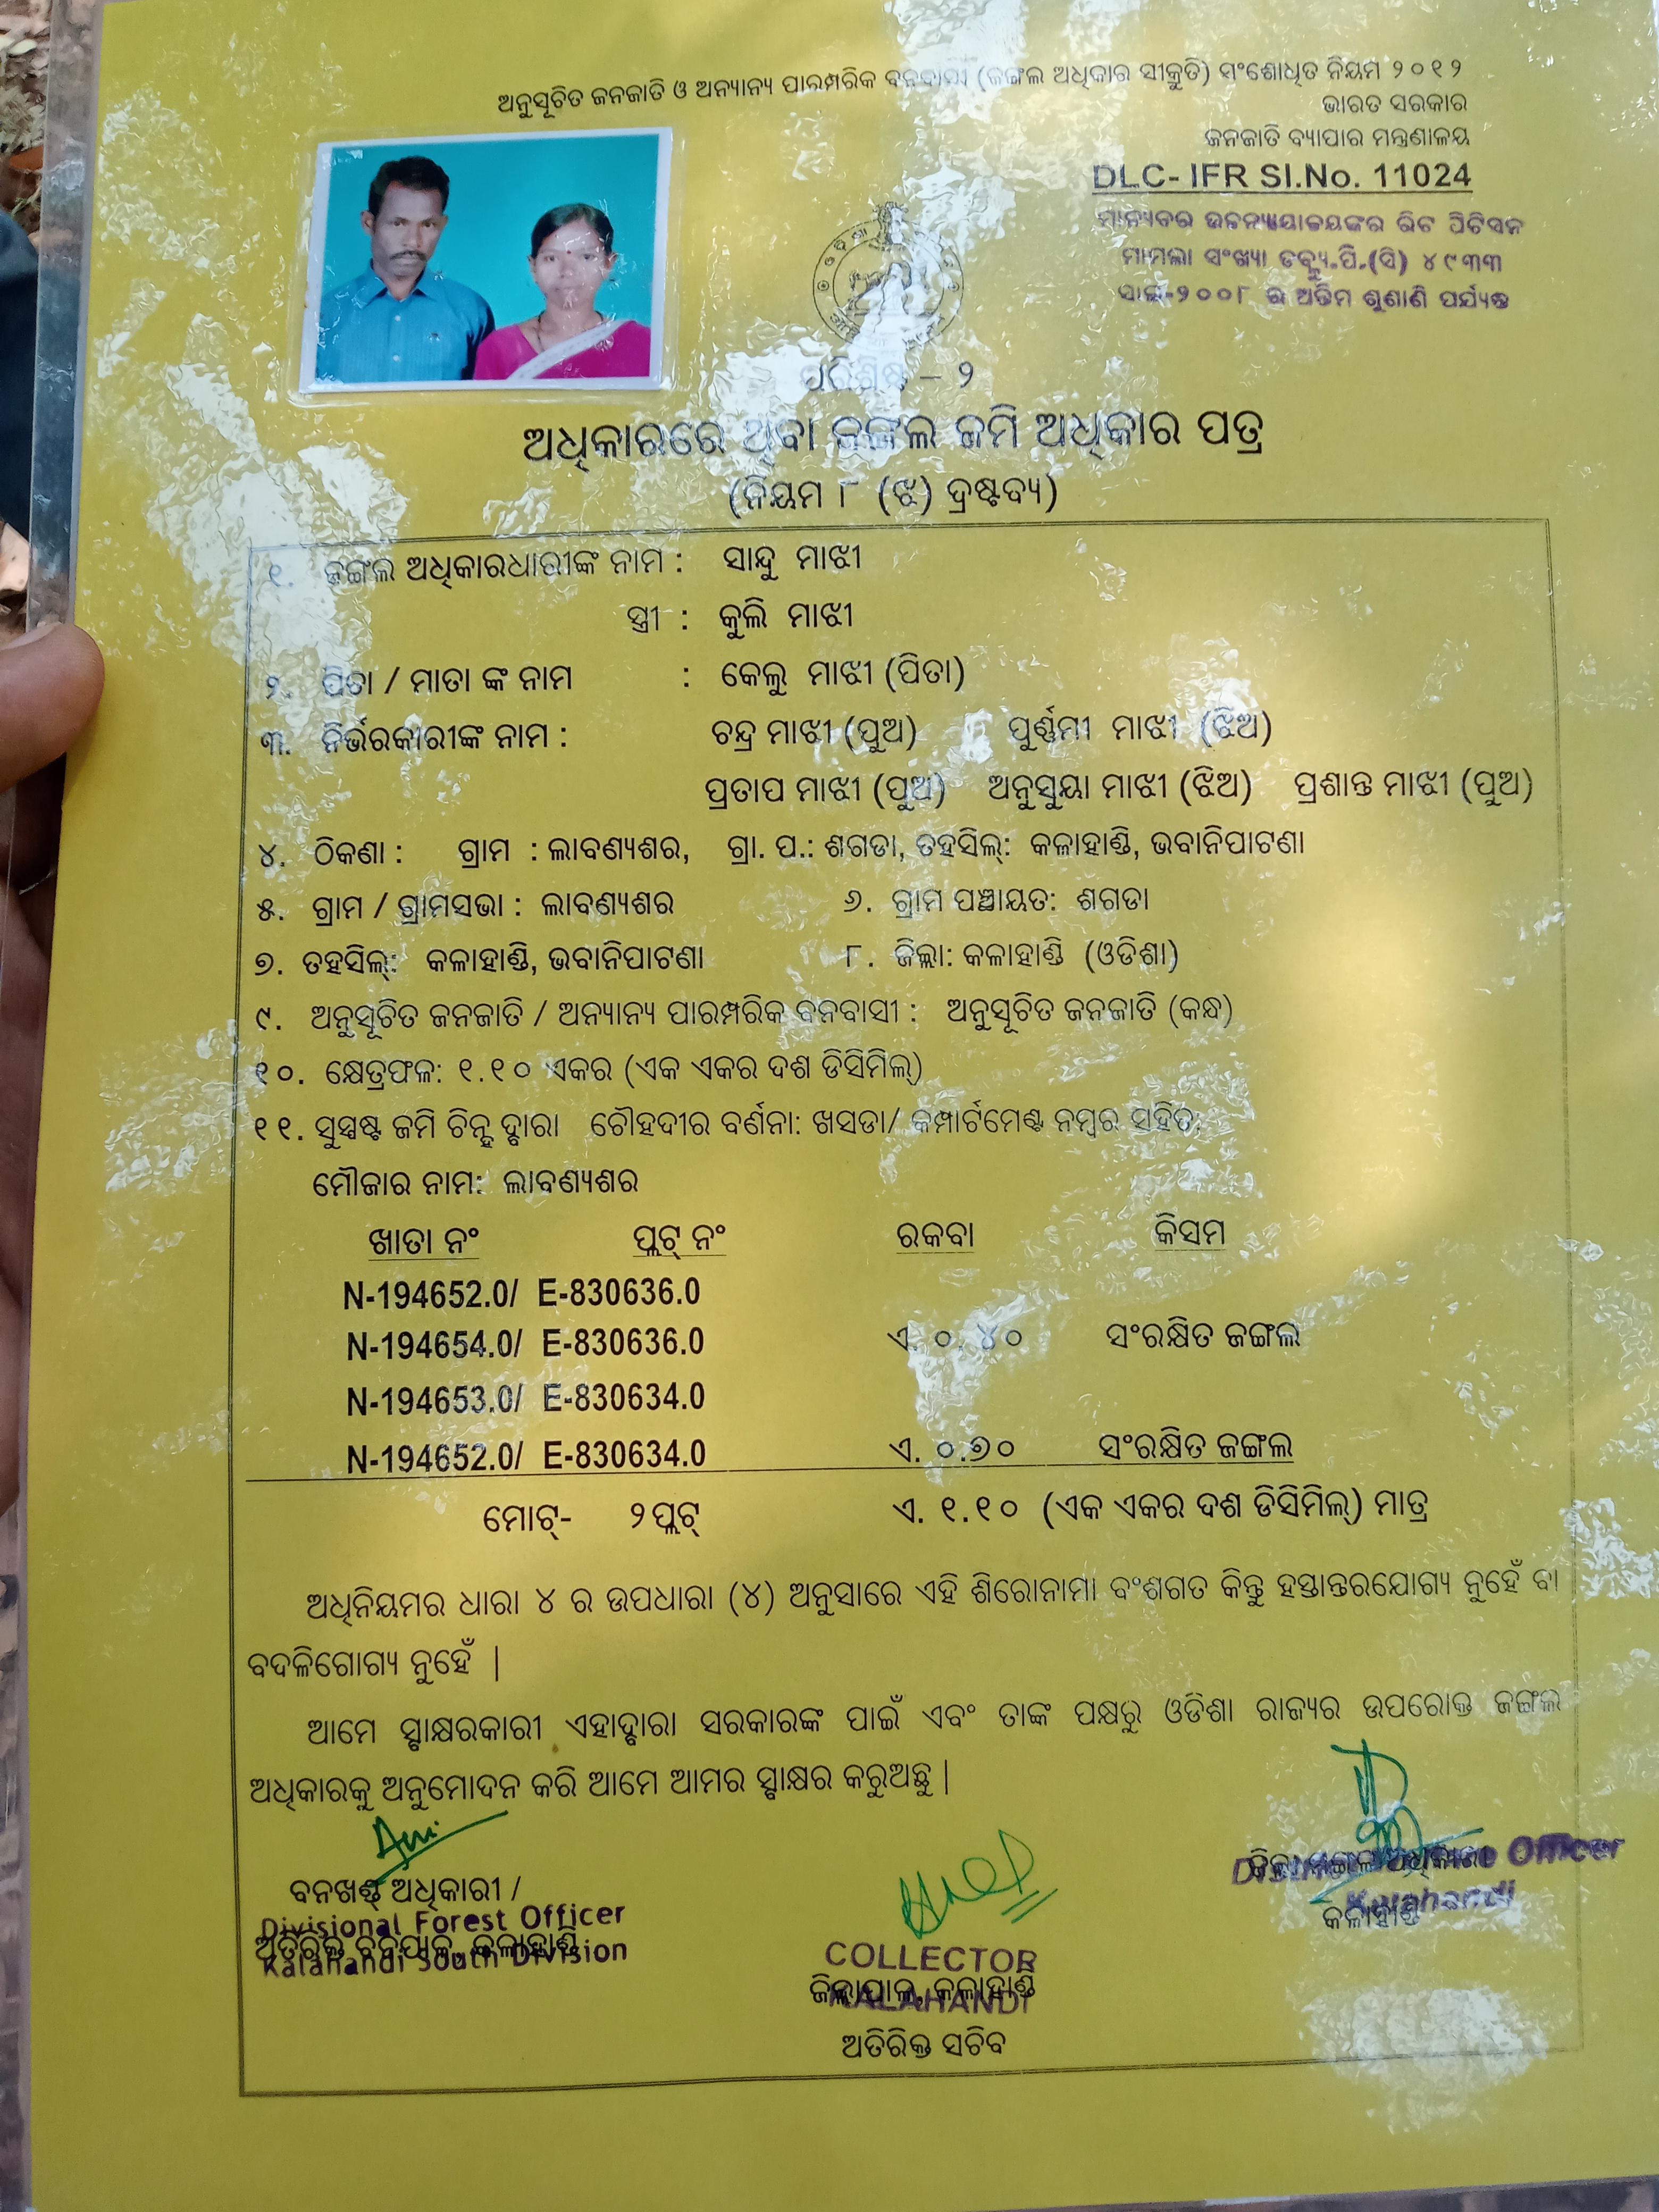 ଅନୁସୂଚିତ ଜନଜାତି ଓ ଅନ୍ୟାନ୍ୟ ପାରମ୍ପରିକ ବନବାସୀ (ଜଙ୍ଗଲ ଅଧିକାର ସ୍ୱୀକୃତି) ସଂଶୋଧିତ ନିୟମ ୨୦୧୨
ଭାରତ ସରକାର
ଜନଜାତି ବ୍ୟାପାର ମନ୍ତ୍ରଣାଳୟ
DLC- IFR Sl.No. 11024
ମାନ୍ୟବର ରିଟ ପିଟିସନ
ମାମଲା ସଂଖ୍ୟା ଡବ୍ଲ୍ୟୁ.ପି.(ସି) ୪୯୩୩
ସାଲ-୨୦୦୮ ର ଅନ୍ତିମ ଶୁଣାଣି ପର୍ଯ୍ୟନ୍ତ
ପରିଶିଷ୍ଟ – ୨
ଅଧିକାରରେ ଥିବା ଜଙ୍ଗଲ ଜମି ଅଧିକାର ପତ୍ର
(ନିୟମ ୮ (ଝ) ଦ୍ରଷ୍ଟବ୍ୟ)
୧. ଜଙ୍ଗଲ ଅଧିକାରଧାରୀଙ୍କ ନାମ : ସାନ୍ଦୁ ମାଝୀ
ସ୍ତ୍ରୀ : କୁଲି ମାଝୀ
୨. ପିତା / ମାତା ଙ୍କ ନାମ : କେଲୁ ମାଝୀ (ପିତା)
୩. ନିର୍ଭରକାରୀଙ୍କ ନାମ : ଚନ୍ଦ୍ର ମାଝୀ (ପୁଅ) ପୁର୍ଣ୍ଣମୀ ମାଝୀ (ଝିଅ)
ପ୍ରତାପ ମାଝୀ (ପୁଅ) ଅନୁସୁୟା ମାଝୀ (ଝିଅ) ପ୍ରଶାନ୍ତ ମାଝୀ (ପୁଅ)
୪. ଠିକଣା : ଗ୍ରାମ : ଲାବଣ୍ୟଶର, ଗ୍ରା. ପ.: ଶଗଡା, ତହସିଲ୍: କଳାହାଣ୍ଡି, ଭବାନିପାଟଣା
୫. ଗ୍ରାମ / ଗ୍ରାମସଭା : ଲାବଣ୍ୟଶର ୬. ଗ୍ରାମ ପଞ୍ଚାୟତ: ଶଗଡା
୭. ତହସିଲ୍: କଳାହାଣ୍ଡି, ଭବାନିପାଟଣା ୮. ଜିଲ୍ଲା: କଳାହାଣ୍ଡି (ଓଡିଶା)
୯. ଅନୁସୂଚିତ ଜନଜାତି / ଅନ୍ୟାନ୍ୟ ପାରମ୍ପରିକ ବନବାସୀ : ଅନୁସୂଚିତ ଜନଜାତି (କନ୍ଧ)
୧୦. କ୍ଷେତ୍ରଫଳ: ୧.୧୦ ଏକର (ଏକ ଏକର ଦଶ ଡିସିମିଲ୍)
୧୧. ସୁସ୍ପଷ୍ଟ ଜମି ଚିହ୍ନ ଦ୍ବାରା ଚୌହଦୀର ବର୍ଣନା: ଖସଡା/ କମ୍ପାର୍ଟମେଣ୍ଟ ନମ୍ବର ସହିତ:
ମୌଜାର ନାମ: ଲାବଣ୍ୟଶର
ଖାତା ନଂ ପ୍ଲଟ୍ ନଂ ରକବା କିସମ
N-194652.0/ E-830636.0
N-194654.0/ E-830636.0 ଏ. ୦.୪୦ ସଂରକ୍ଷିତ ଜଙ୍ଗଲ
N-194653.0/ E-830634.0
N-194652.0/ E-830634.0 ଏ. ୦.୭୦ ସଂରକ୍ଷିତ ଜଙ୍ଗଲ
ମୋଟ୍- ୨ପ୍ଲଟ୍ ଏ. ୧.୧୦ (ଏକ ଏକର ଦଶ ଡିସିମିଲ୍) ମାତ୍ର
ଅଧିନିୟମର ଧାରା ୪ ର ଉପଧାରା (୪) ଅନୁସାରେ ଏହି ଶିରୋନାମା ବଂଶଗତ କିନ୍ତୁ ହସ୍ତାନ୍ତରଯୋଗ୍ୟ ନୁହେଁ ବା
ବଦଳିଗୋଗ୍ୟ ନୁହେଁ |
ଆମେ ସ୍ବାକ୍ଷରକାରୀ ଏହାଦ୍ବାରା ସରକାରଙ୍କ ପାଇଁ ଏବଂ ତାଙ୍କ ପକ୍ଷରୁ ଓଡିଶା ରାଜ୍ୟର ଉପରୋକ୍ତ ଜଙ୍ଗଲ
ଅଧିକାରକୁ ଅନୁମୋଦନ କରି ଆମେ ଆମର ସ୍ବାକ୍ଷର କରୁଅଛୁ |
ବନଖଣ୍ଡ ଅଧିକାରୀ /
Divisional Forest Officer
ଅତିରିକ୍ତ ବନପାଳ, କଳାହାଣ୍ଡି
Kalahandi South Division
COLLECTOR
ଜିଲ୍ଲାପାଳ, କଳାହାଣ୍ଡି
KALAHANDI
ଅତିରିକ୍ତ ସଚିବ
ଜିଲ୍ଲା ଅଧିକାରୀ
Officer
Kalahandi
କଳାହାଣ୍ଡି